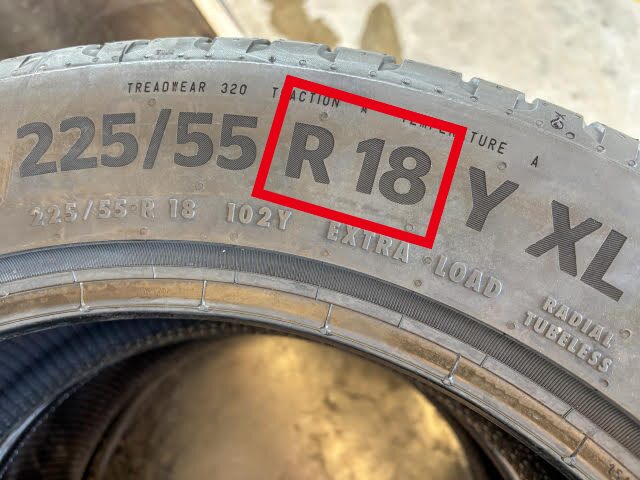 TREADWEAR 320 TRACTION A TEMPERATURE A
225/55 R 18 Y XL
225/55 R 18 102Y EXTRA LOAD
RADIAL
TUBELESS